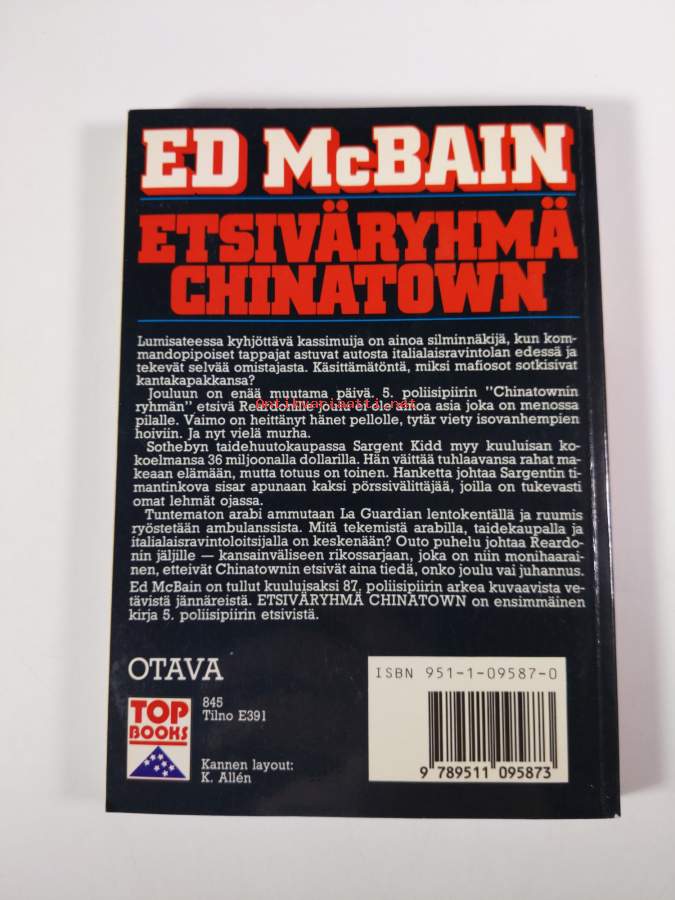 ED McBAIN
ETSIVÄRYHMÄ
CHINATOWN
Lumisateessa kyhjöttävä kassimuija on ainoa silminnäkijä, kun kom-
mandopipoiset tappajat astuvat autosta italialaisravintolan edessä ja
tekevät selvää omistajasta. Käsittämätöntä, miksi mafiosot sotkisivat
kantakapakkansa?
Jouluun on enää muutama päivä. 5. poliisipiirin "Chinatownin
ryhmän" etsivä Reardonille joulu ei ole ainoa asia joka on menossa
Antikvariaatti.net
pilalle. Vaimo on heittänyt hänet pellolle, tytär viety isovanhempien
hoiviin. Ja nyt vielä murha.
Sothebyn taidehuutokaupassa Sargent Kidd myy kuuluisan ko-
koelmansa 36 miljoonalla dollarilla. Hän väittää tuhlaavansa rahat ma-
keaan elämään, mutta totuus on toinen. Hanketta johtaa Sargentin ti-
mantinkova sisar apunaan kaksi pörssivälittäjää, joilla on tukevasti
omat lehmät ojassa.
Tuntematon arabi ammutaan La Guardian lentokentällä ja ruumis
ryöstetään ambulanssista. Mitä tekemistä arabilla, taidekaupalla ja
italialaisravintoloitsijalla on keskenään? Outo puhelu johtaa Reardo-
nin jäljille — kansainväliseen rikossarjaan, joka on niin monihaarai-
nen, etteivät Chinatownin etsivät aina tiedä, onko joulu vai juhannus.
Ed McBain on tullut kuuluisaksi 87. poliisipiirin arkea kuvaavista ve-
tävistä jännäreistä. ETSIVÄRYHMÄ CHINATOWN on ensimmäinen
kirja 5. poliisipiirin etsivistä.
OTAVA
TOP
BOOKS
845
Tilno E391
Kannen layout:
K. Allén
ISBN 951-1-09587-0
9 789511 095873